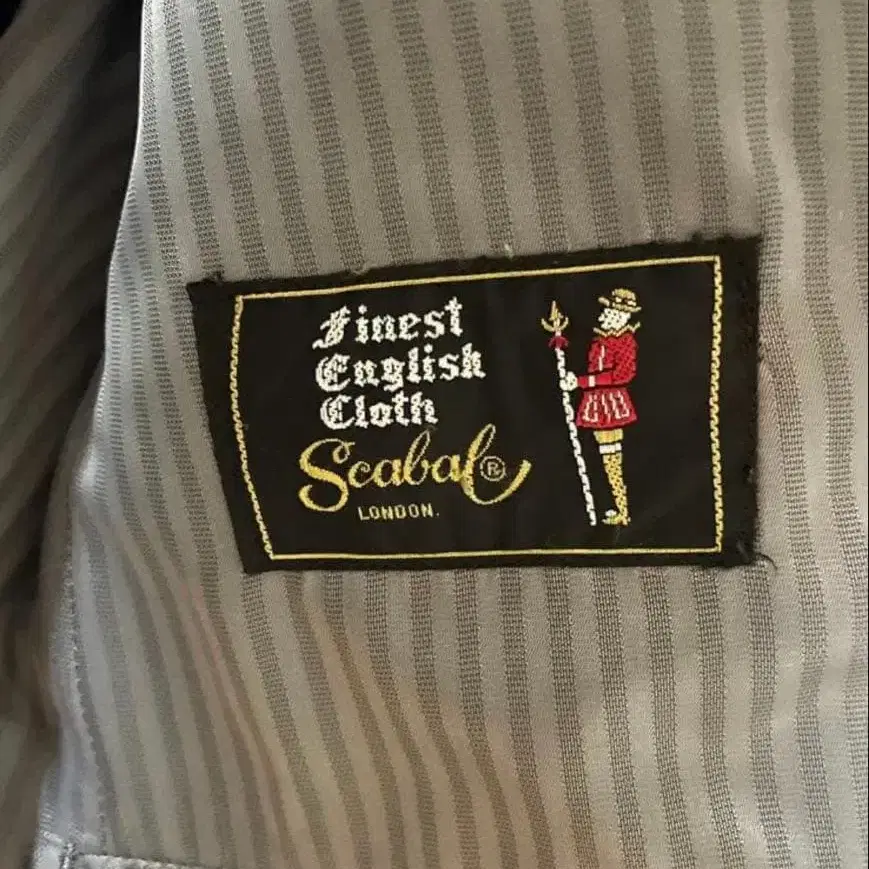 Finest
English
Cloth
Scabal®
LONDON.